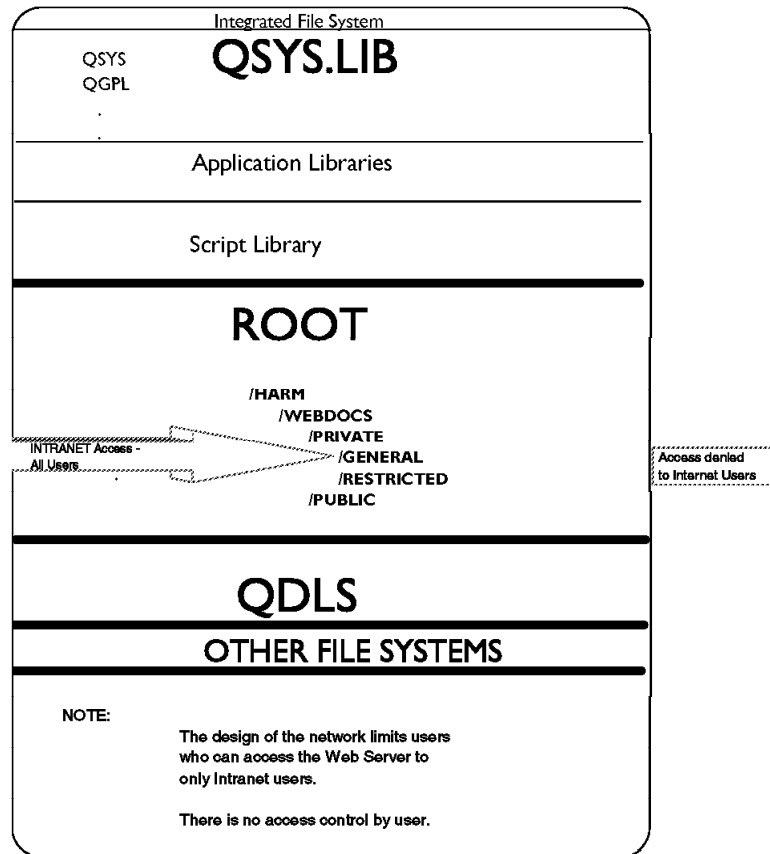 Integrated File System
QSYS.LIB
QSYS
QGPL
.
.
Application Libraries
Script Library
ROOT
/HARM
/WEBDOCS
/PRIVATE
/GENERAL
/RESTRICTED
/PUBLIC
INTRANET Access -
All Users
Access denied
to Internet Users
QDLS
OTHER FILE SYSTEMS
NOTE:
The design of the network limits users
who can access the Web Server to
only Intranet users.
There is no access control by user.